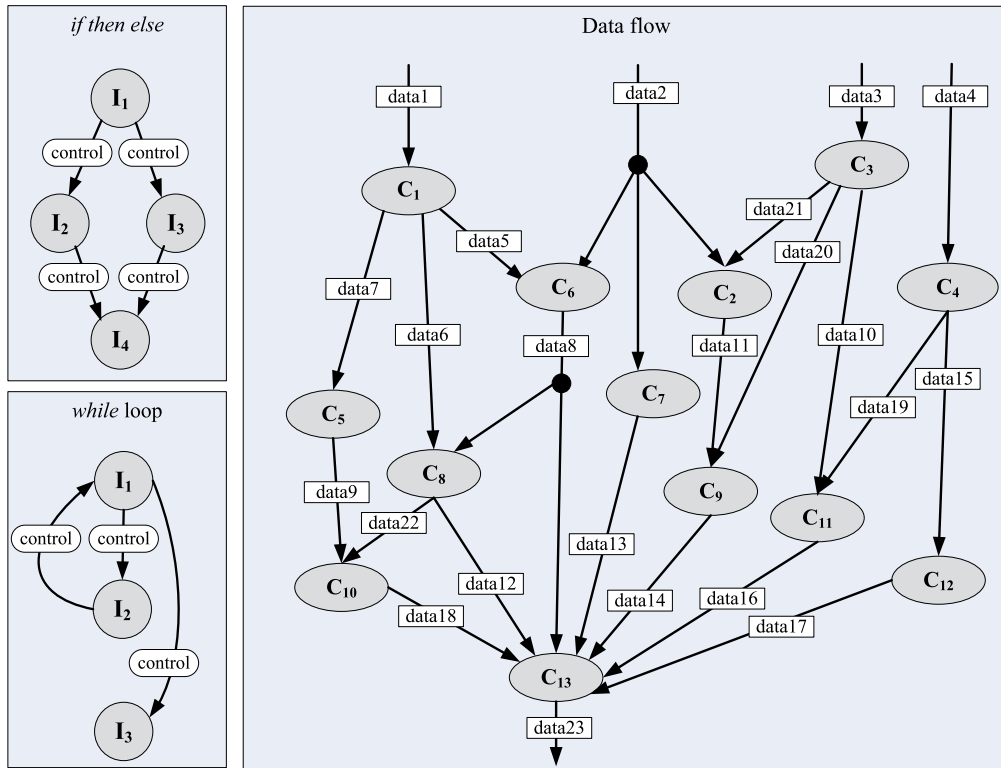 if then else
I1
control
control
I2
I3
control
control
I4
while loop
I1
control
control
I2
control
I3
Data flow
data1
data2
data3
data4
C1
C3
data21
data5
data20
C6
C2
C4
data7
data6
data8
data11
data10
data15
C5
C7
data19
C8
C9
C11
data9
data22
data13
C10
data12
C12
data14
data16
data18
data17
C13
data23